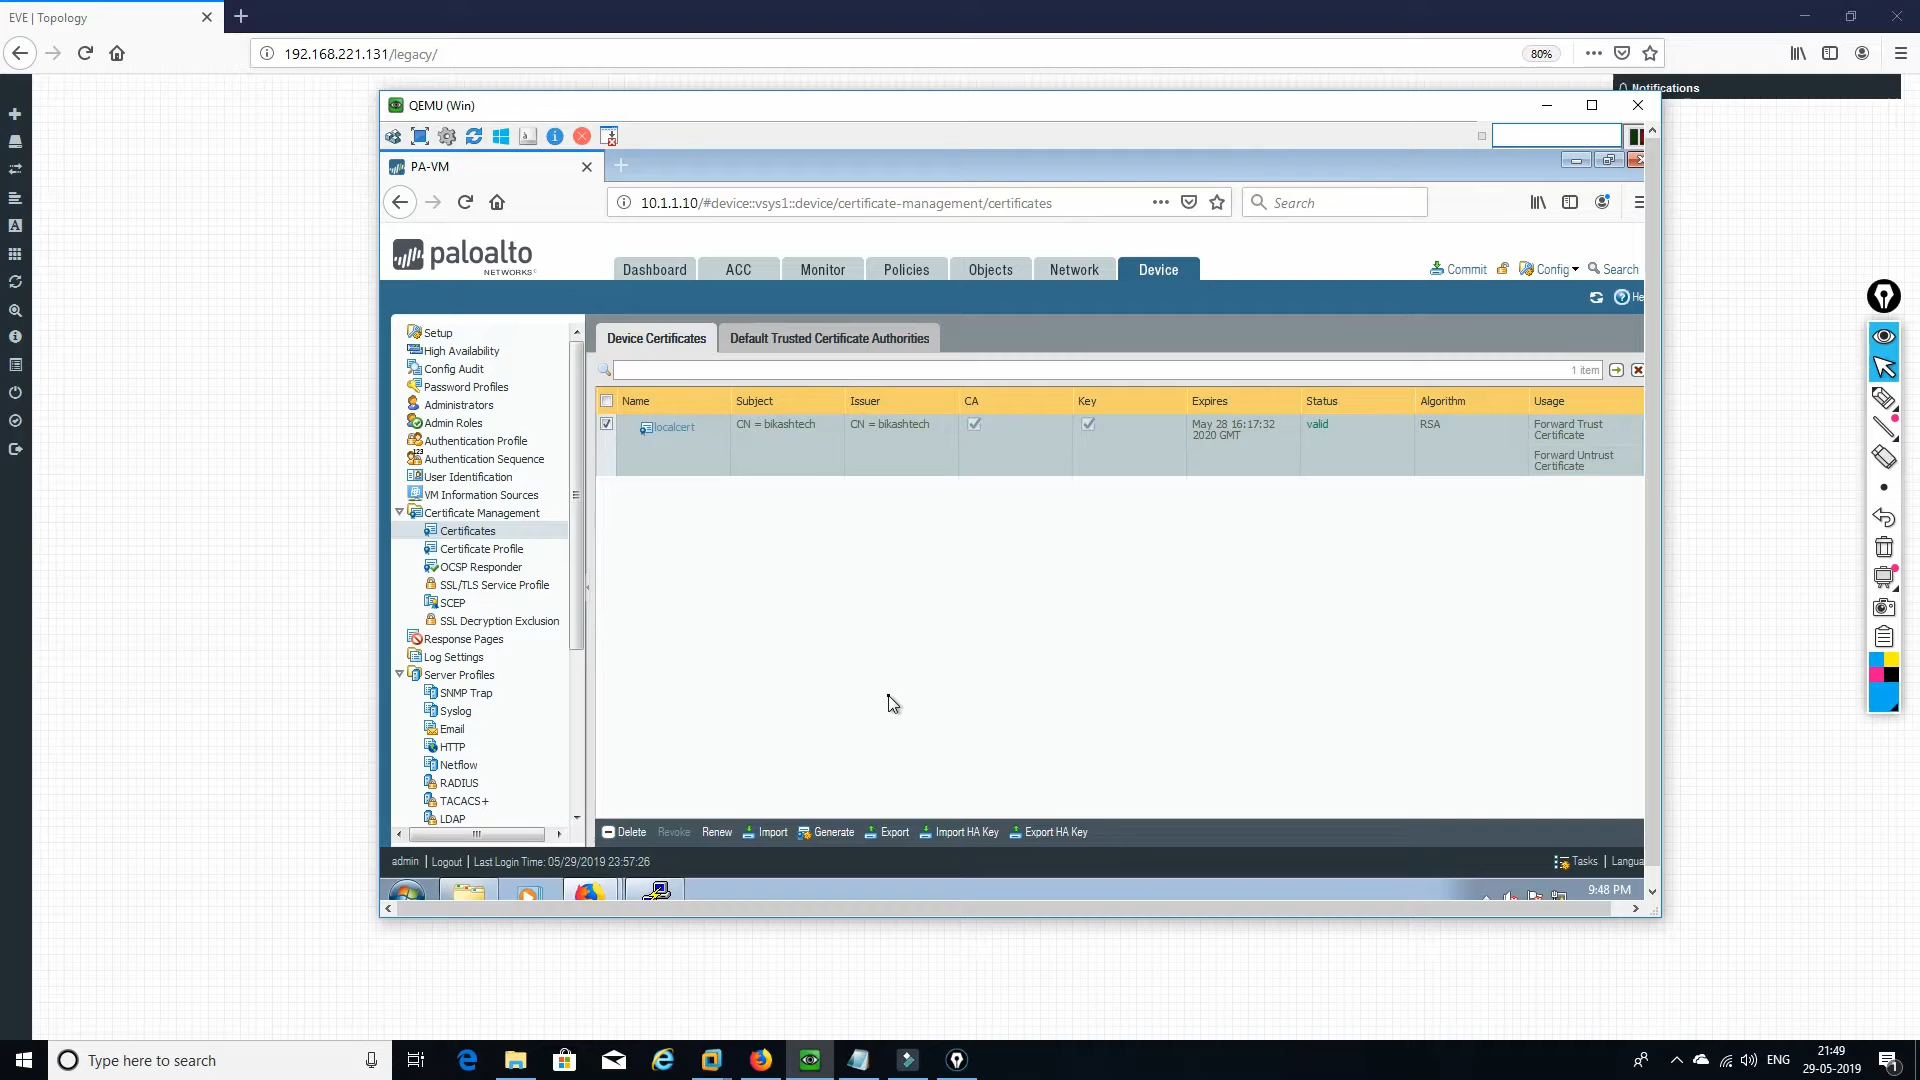 EVE | Topology
192.168.221.131/legacy/
80%
Notifications
QEMU (Win)
PA-VM
10.1.1.10/#device::vsys1::device/certificate-management/certificates
Search
paloalto
NETWORKS
Dashboard
ACC
Monitor
Policies
Objects
Network
Device
Commit
Config
Search
Device Certificates
Default Trusted Certificate Authorities
1 item
Name
Subject
Issuer
CA
Key
Expires
Status
Algorithm
Usage
localcert
CN = bikashtech
CN = bikashtech
May 28 16:17:32
2020 GMT
valid
RSA
Forward Trust
Certificate
Forward Untrust
Certificate
Setup
High Availability
Config Audit
Password Profiles
Administrators
Admin Roles
Authentication Profile
Authentication Sequence
User Identification
VM Information Sources
Certificate Management
Certificates
Certificate Profile
OCSP Responder
SSL/TLS Service Profile
SCEP
SSL Decryption Exclusion
Response Pages
Log Settings
Server Profiles
SNMP Trap
Syslog
Email
HTTP
Netflow
RADIUS
TACACS+
LDAP
Delete
Revoke
Renew
Import
Generate
Export
Import HA Key
Export HA Key
admin | Logout | Last Login Time: 05/29/2019 23:57:26
Tasks |
9:48 PM
Type here to search
ENG
21:49
29-05-2019